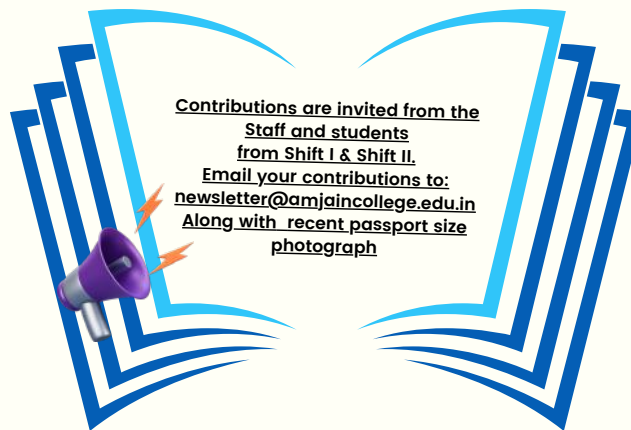 Contributions are invited from the
Staff and students
from Shift I & Shift II.
Email your contributions to:
newsletter@amjaincollege.edu.in
Along with  recent passport size
photograph